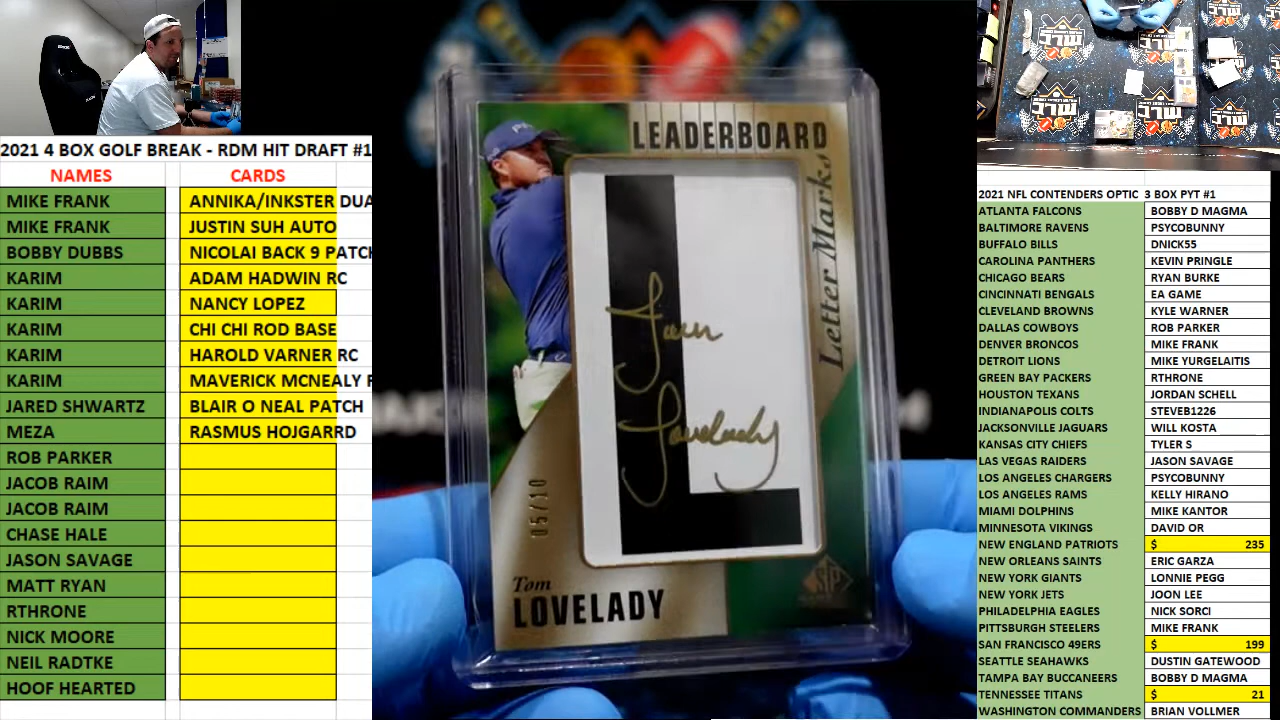 2021 4 BOX GOLF BREAK - RDM HIT DRAFT #1
NAMES CARDS
MIKE FRANK ANNIKA/INKSTER DUA
MIKE FRANK JUSTIN SUH AUTO
BOBBY DUBBS NICOLAI BACK 9 PATCH
KARIM ADAM HADWIN RC
KARIM NANCY LOPEZ
KARIM CHI CHI ROD BASE
KARIM HAROLD VARNER RC
KARIM MAVERICK MCNEALY
JARED SHWARTZ BLAIR O NEAL PATCH
MEZA RASMUS HOJGARRD
ROB PARKER
JACOB RAIM
JACOB RAIM
CHASE HALE
JASON SAVAGE
MATT RYAN
RTHRONE
NICK MOORE
NEIL RADTKE
HOOF HEARTED
LEADERBOARD
Letter Marks
L
Tom
Lovelady
05/10
Tom
LOVELADY
SP
2021 NFL CONTENDERS OPTIC 3 BOX PYT #1
ATLANTA FALCONS BOBBY D MAGMA
BALTIMORE RAVENS PSYCOBUNNY
BUFFALO BILLS DNICK55
CAROLINA PANTHERS KEVIN PRINGLE
CHICAGO BEARS RYAN BURKE
CINCINNATI BENGALS EA GAME
CLEVELAND BROWNS KYLE WARNER
DALLAS COWBOYS ROB PARKER
DENVER BRONCOS MIKE FRANK
DETROIT LIONS MIKE YURGELAITIS
GREEN BAY PACKERS RTHRONE
HOUSTON TEXANS JORDAN SCHELL
INDIANAPOLIS COLTS STEVEB1226
JACKSONVILLE JAGUARS WILL KOSTA
KANSAS CITY CHIEFS TYLER S
LAS VEGAS RAIDERS JASON SAVAGE
LOS ANGELES CHARGERS PSYCOBUNNY
LOS ANGELES RAMS KELLY HIRANO
MIAMI DOLPHINS MIKE KANTOR
MINNESOTA VIKINGS DAVID OR
NEW ENGLAND PATRIOTS $ 235
NEW ORLEANS SAINTS ERIC GARZA
NEW YORK GIANTS LONNIE PEGG
NEW YORK JETS JOON LEE
PHILADELPHIA EAGLES NICK SORCI
PITTSBURGH STEELERS MIKE FRANK
SAN FRANCISCO 49ERS $ 199
SEATTLE SEAHAWKS DUSTIN GATEWOOD
TAMPA BAY BUCCANEERS BOBBY D MAGMA
TENNESSEE TITANS $ 21
WASHINGTON COMMANDERS BRIAN VOLLMER